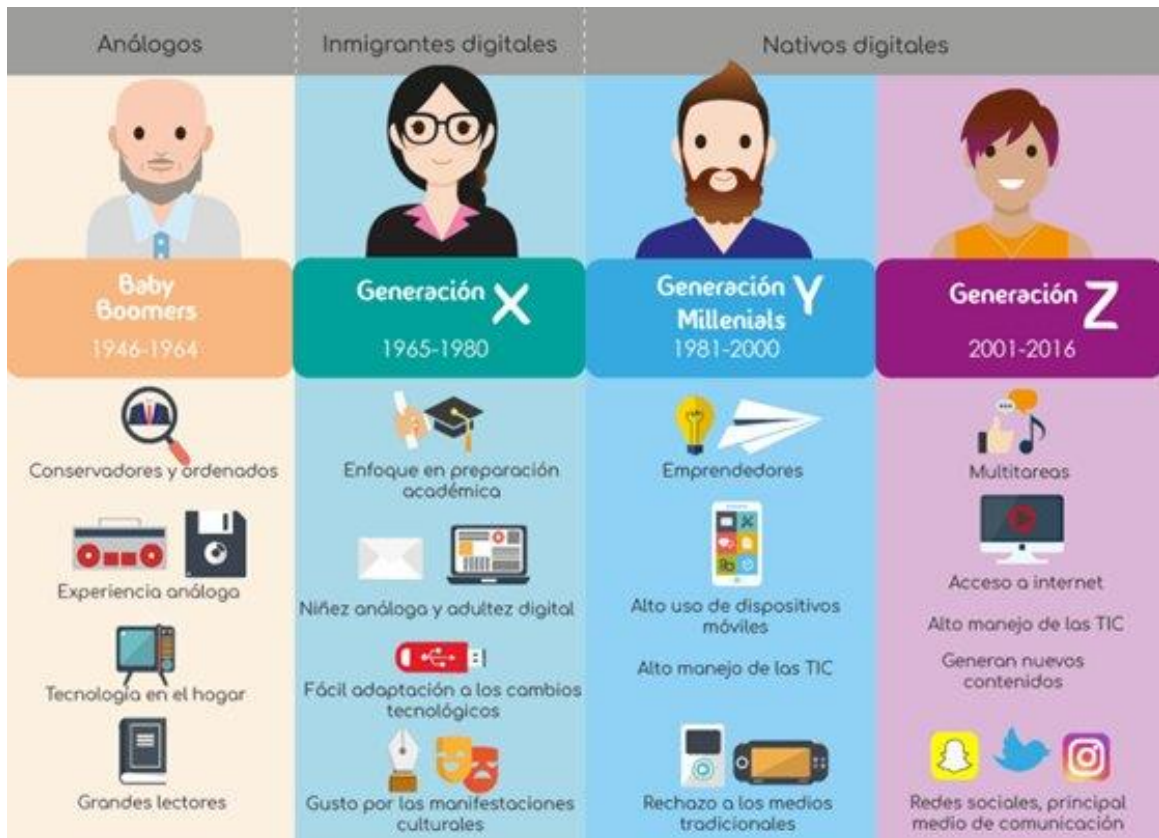 Análogos
Inmigrantes digitales
Nativos digitales
Baby
Boomers
1946-1964
Conservadores y ordenados
Experiencia análoga
Tecnología en el hogar
Grandes lectores
Generación X
1965-1980
Enfoque en preparación
académica
Niñez análoga y adultez digital
Fácil adaptación a los cambios
tecnológicos
Gusto por las manifestaciones
culturales
Generación Y
Millenials
1981-2000
Emprendedores
Alto uso de dispositivos
móviles
Alto manejo de las TIC
Rechazo a los medios
tradicionales
Generación Z
2001-2016
Multitareas
Acceso a internet
Alto manejo de las TIC
Generan nuevos
contenidos
Redes sociales, principal
medio de comunicación